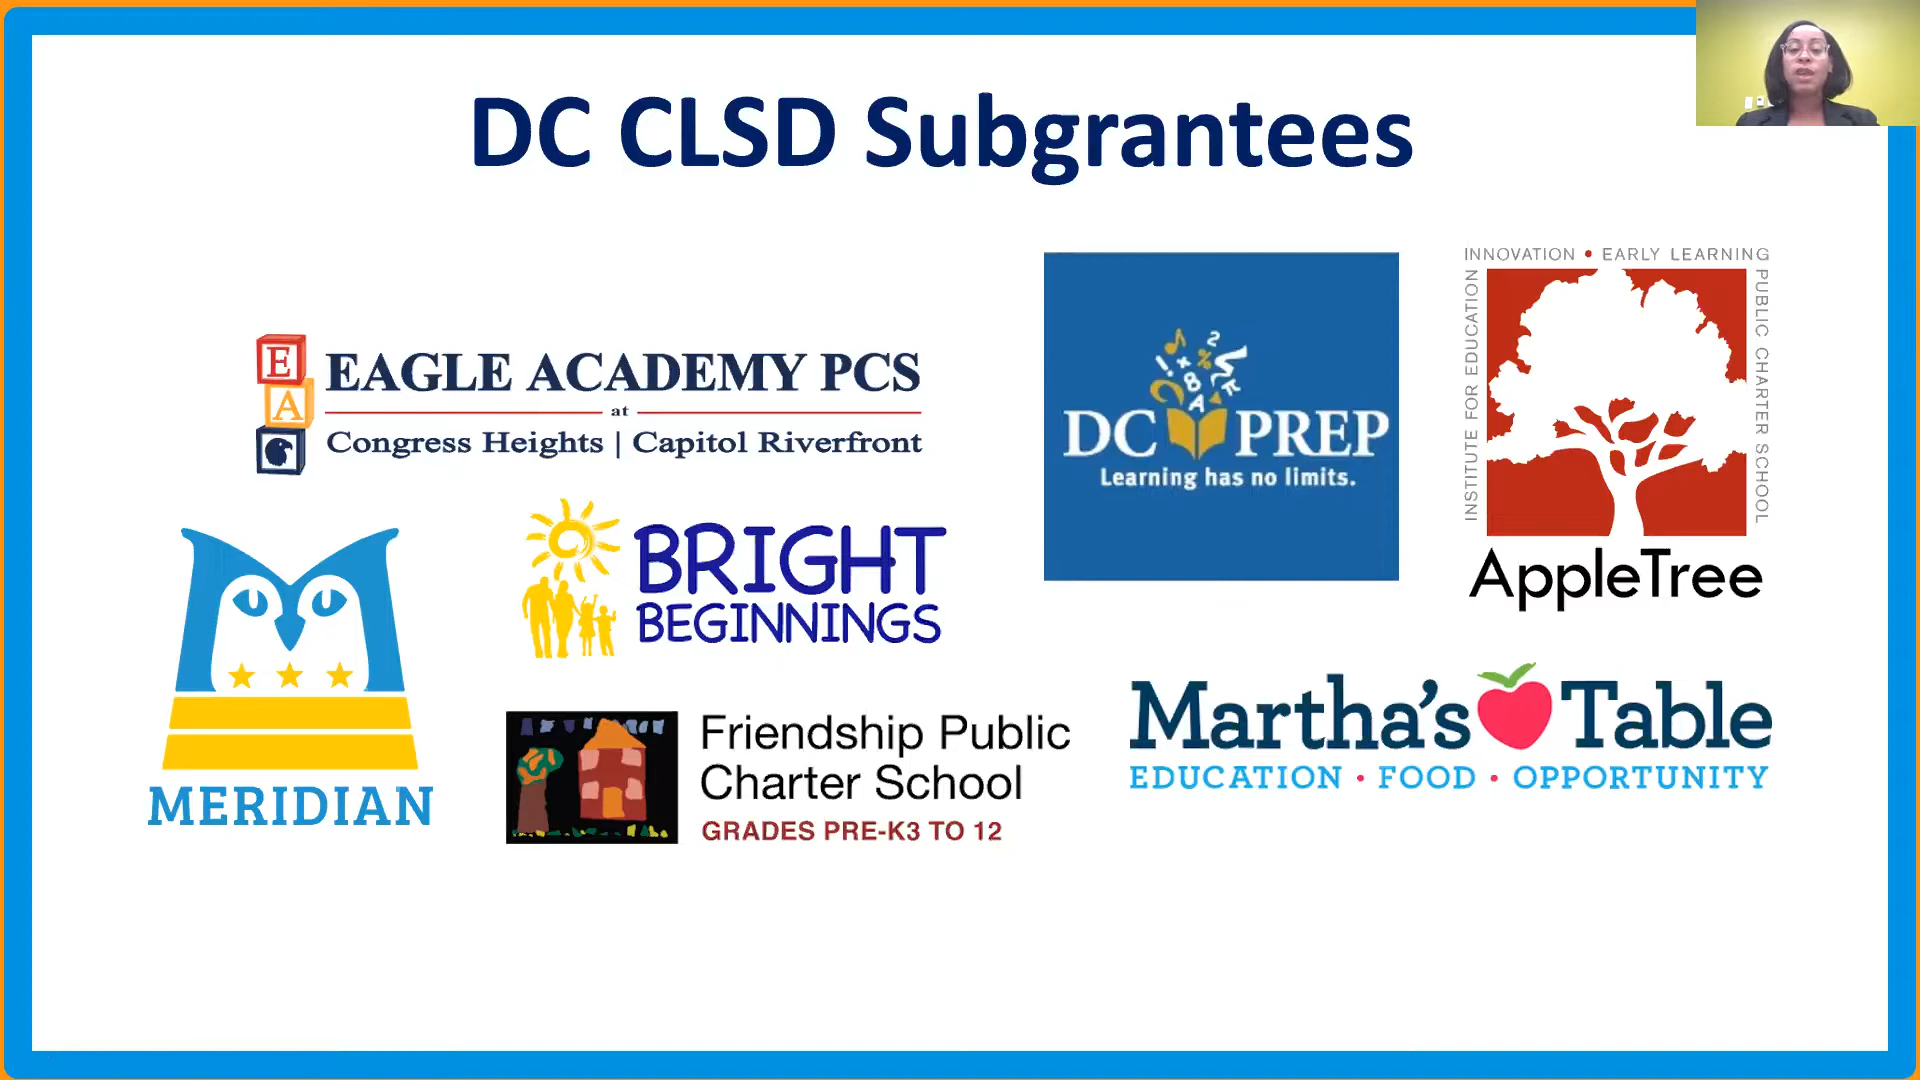 DC CLSD Subgrantees
E
A
EAGLE ACADEMY PCS
at
Congress Heights | Capitol Riverfront
DC PREP
Learning has no limits.
INSTITUTE FOR EDUCATION
INNOVATION • EARLY LEARNING
PUBLIC CHARTER SCHOOL
AppleTree
BRIGHT
BEGINNINGS
MERIDIAN
Friendship Public
Charter School
GRADES PRE-K3 TO 12
Martha's Table
EDUCATION • FOOD • OPPORTUNITY